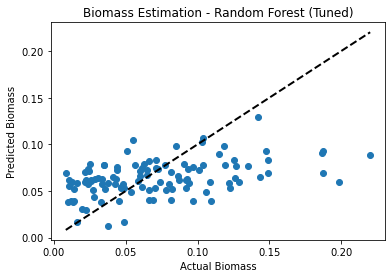 Biomass Estimation - Random Forest (Tuned)
0.20
0.15
0.10
0.05
0.00
Predicted Biomass
0.00 0.05 0.10 0.15 0.20
Actual Biomass